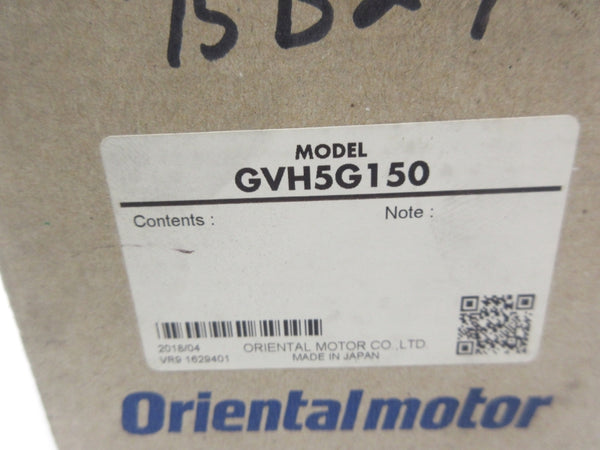 MODEL
GVH5G150
Contents :
Note :
2018/04
ORIENTAL MOTOR CO.,LTD.
VR9 1629401
MADE IN JAPAN
Orientalmotor